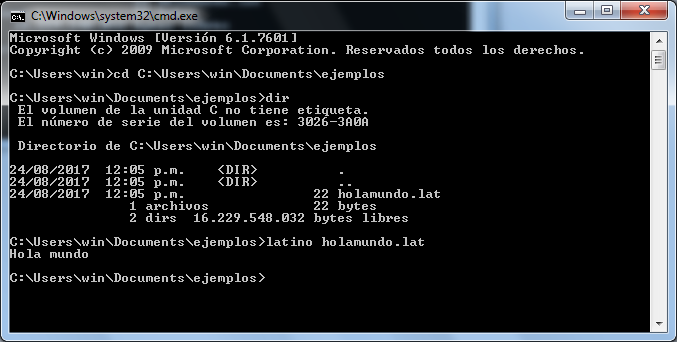 C:\Windows\system32\cmd.exe
Microsoft Windows [Versión 6.1.7601]
Copyright (c) 2009 Microsoft Corporation. Reservados todos los derechos.
C:\Users\win>cd C:\Users\win\Documents\ejemplos
C:\Users\win\Documents\ejemplos>dir
El volumen de la unidad C no tiene etiqueta.
El número de serie del volumen es: 3026-3A0A
Directorio de C:\Users\win\Documents\ejemplos
24/08/2017  12:05 p.m.    <DIR>          .
24/08/2017  12:05 p.m.    <DIR>          ..
24/08/2017  12:05 p.m.                22 holamundo.lat
1 archivos             22 bytes
2 dirs  16.229.548.032 bytes libres
C:\Users\win\Documents\ejemplos>latino holamundo.lat
Hola mundo
C:\Users\win\Documents\ejemplos>